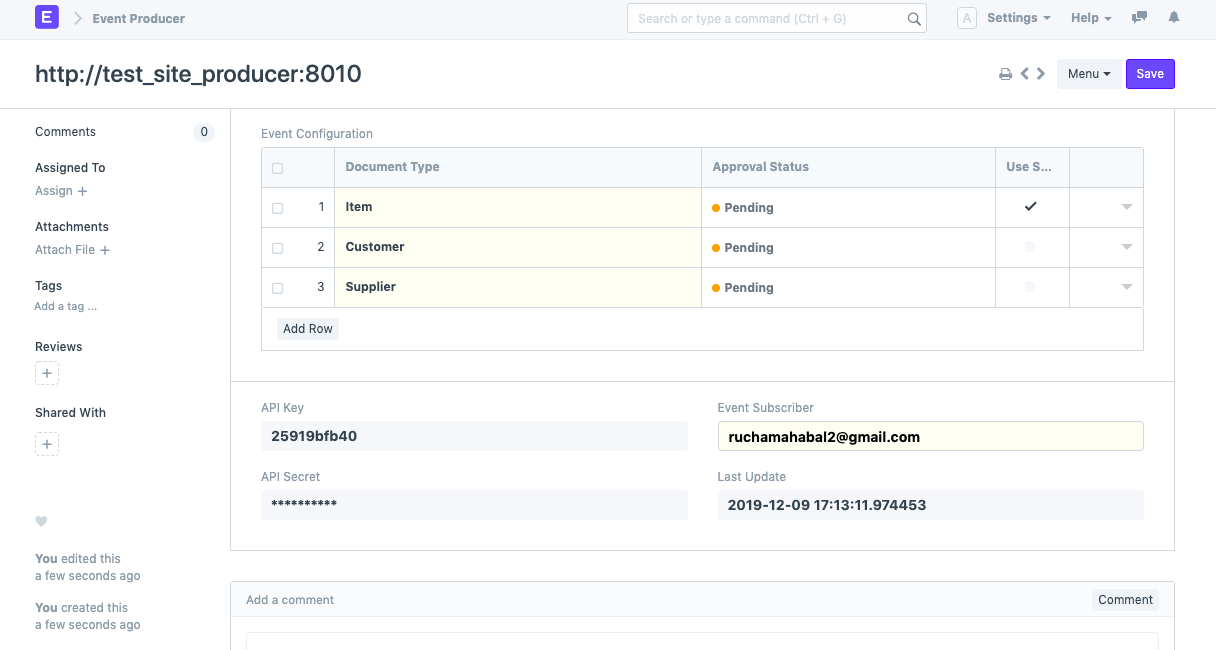 E
Event Producer
Search or type a command (Ctrl + G)
A
Settings
Help
http://test_site_producer:8010
Menu
Save
Comments 0
Assigned To
Assign +
Attachments
Attach File +
Tags
Add a tag ...
Reviews
+
Shared With
+
You edited this
a few seconds ago
You created this
a few seconds ago
Event Configuration
Document Type Approval Status Use S...
1 Item Pending
2 Customer Pending
3 Supplier Pending
Add Row
API Key
25919bfb40
Event Subscriber
ruchamahabal2@gmail.com
API Secret
**********
Last Update
2019-12-09 17:13:11.974453
Add a comment
Comment